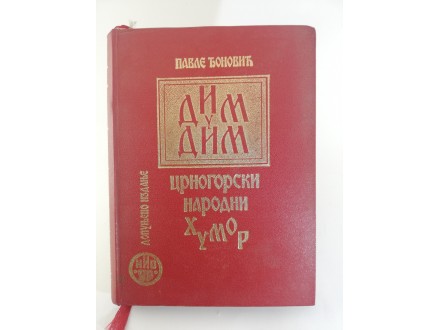 ПАВЛЕ ЂОНОВИЋ
ДИМ
У
ДИМ
ЦРНОГОРСКИ
НАРОДНИ
ХУМОР
ДОПУЊЕНО ИЗДАЊЕ